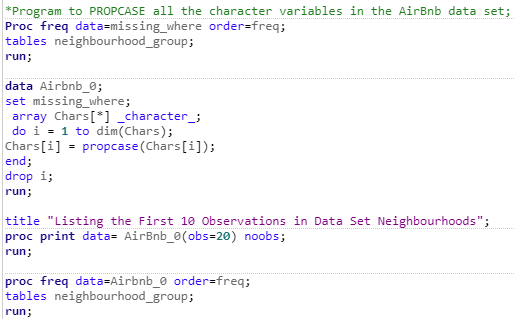 *Program to PROPCASE all the character variables in the AirBnb data set;
Proc freq data=missing_where order=freq;
tables neighbourhood_group;
run;
data Airbnb_0;
set missing_where;
array Chars[*] _character_;
do i = 1 to dim(Chars);
Chars[i] = propcase(Chars[i]);
end;
drop i;
run;
title "Listing the First 10 Observations in Data Set Neighbourhoods";
proc print data= AirBnb_0(obs=20) noobs;
run;
proc freq data=Airbnb_0 order=freq;
tables neighbourhood_group;
run;